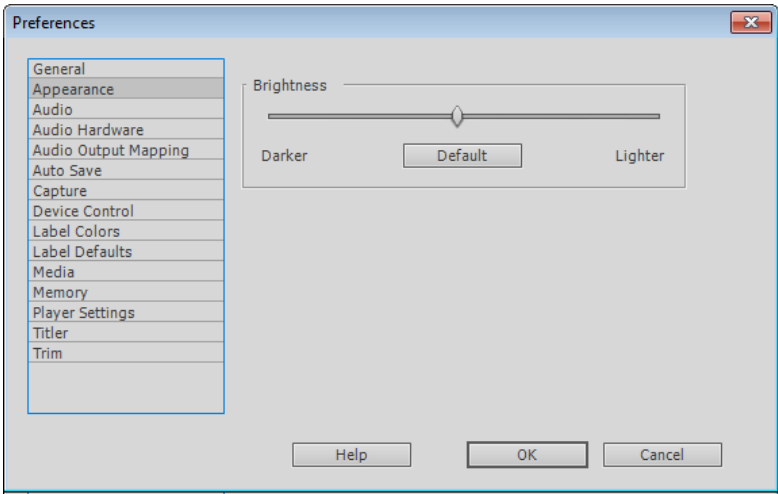 Preferences
General
Appearance
Audio
Audio Hardware
Audio Output Mapping
Auto Save
Capture
Device Control
Label Colors
Label Defaults
Media
Memory
Player Settings
Titler
Trim
Brightness
Darker Default Lighter
Help OK Cancel